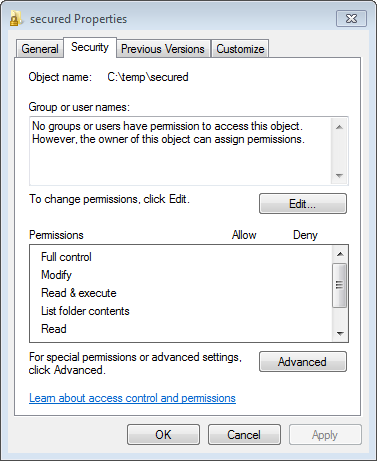 secured Properties
General Security Previous Versions Customize
Object name: C:\temp\secured
Group or user names:
No groups or users have permission to access this object.
However, the owner of this object can assign permissions.
To change permissions, click Edit.
Edit...
Permissions Allow Deny
Full control
Modify
Read & execute
List folder contents
Read
For special permissions or advanced settings,
click Advanced.
Advanced
Learn about access control and permissions
OK Cancel Apply